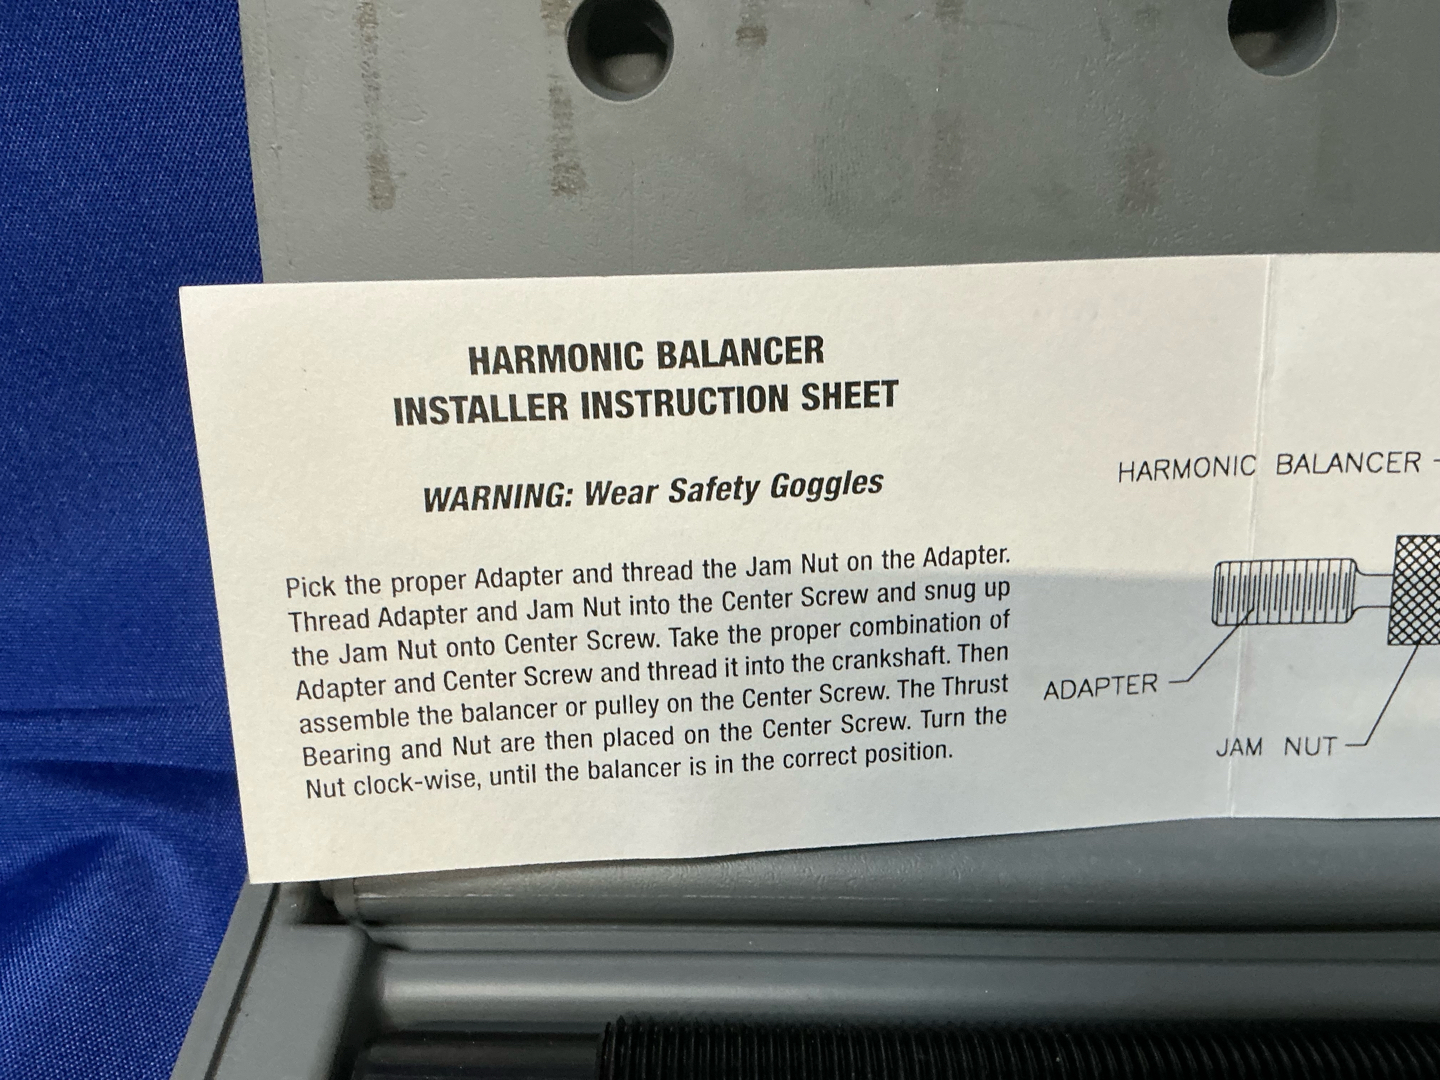 HARMONIC BALANCER
INSTALLER INSTRUCTION SHEET
WARNING: Wear Safety Goggles
Pick the proper Adapter and thread the Jam Nut on the Adapter.
Thread Adapter and Jam Nut into the Center Screw and snug up
the Jam Nut onto Center Screw. Take the proper combination of
Adapter and Center Screw and thread it into the crankshaft. Then
assemble the balancer or pulley on the Center Screw. The Thrust
Bearing and Nut are then placed on the Center Screw. Turn the
Nut clock-wise, until the balancer is in the correct position.
HARMONIC BALANCER
ADAPTER
JAM NUT